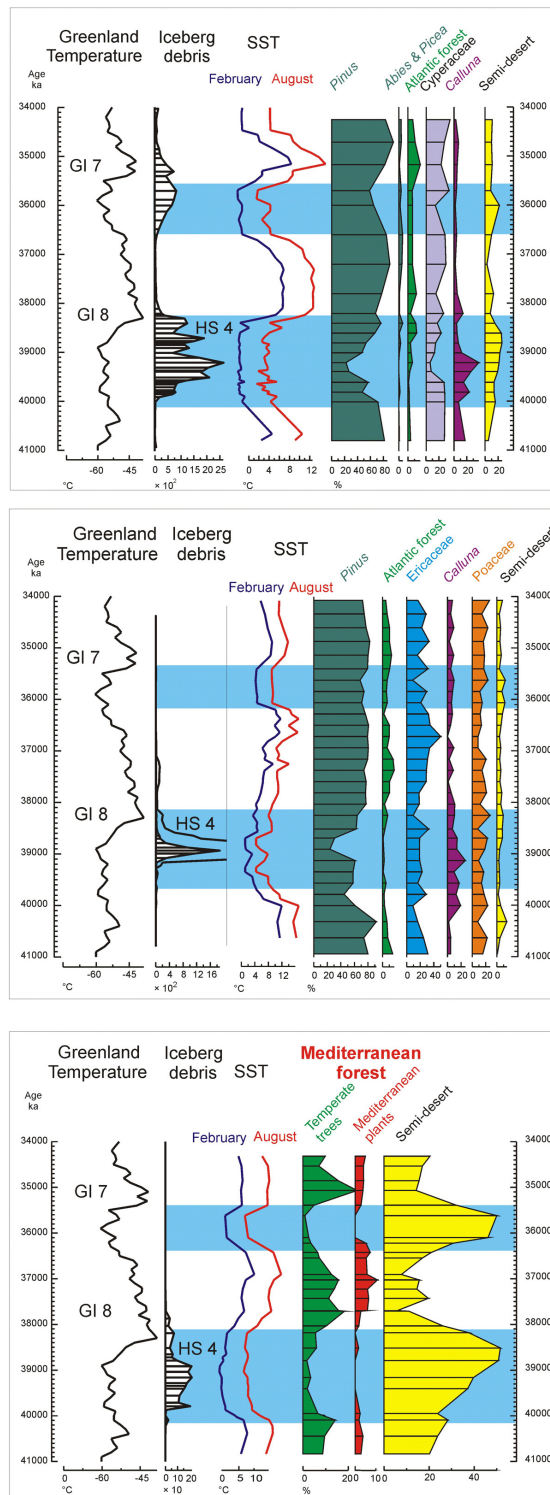 Greenland Temperature
Iceberg debris
SST
Pinus
Abies & Picea
Atlantic forest
Cyperaceae
Calluna
Semi-desert
Age ka
February
August
34000
34000
35000
GI 7
35000
36000
36000
37000
37000
38000
GI 8
38000
HS 4
39000
39000
40000
40000
41000
41000
-60
-45
0 5 10 15 20 25
0 4 8 12
0 20 40 60 80
0
0
0 20
0 20
0 20
°C
× 10²
°C
%
Greenland Temperature
Iceberg debris
SST
Pinus
Atlantic forest
Ericaceae
Calluna
Poaceae
Semi-desert
Age ka
February
August
34000
34000
35000
GI 7
35000
36000
36000
37000
37000
38000
GI 8
38000
HS 4
39000
39000
40000
40000
41000
41000
-60
-45
0 4 8 12 16
0 4 8 12
0 20 40 60 80
0
0 20 40
0 20
0 20
0
°C
× 10²
°C
%
Greenland Temperature
Iceberg debris
SST
Mediterranean forest
Temperate trees
Mediterranean plants
Semi-desert
Age ka
February
August
34000
34000
35000
GI 7
35000
36000
36000
37000
37000
38000
GI 8
38000
HS 4
39000
39000
40000
40000
41000
41000
0
-60
-45
0 10 20
0 5 10
0 20
0 10
0 20 40
°C
× 10
°C
%
%